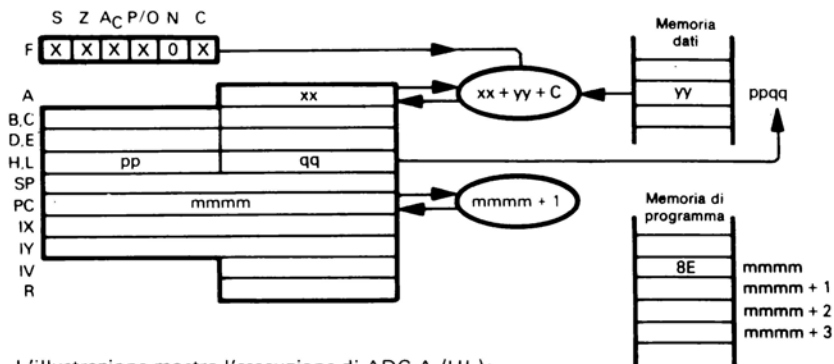 S Z AC P/O N C
F X X X X 0 X
Memoria
dati
A xx
xx + yy + C
yy
ppqq
B,C
D,E
H,L pp qq
SP
PC mmmm
mmmm + 1
IX
IY
IV
R
Memoria di
programma
8E mmmm
mmmm + 1
mmmm + 2
mmmm + 3
L'illustrazione mostra l'esecuzione di ADC A,(HL):